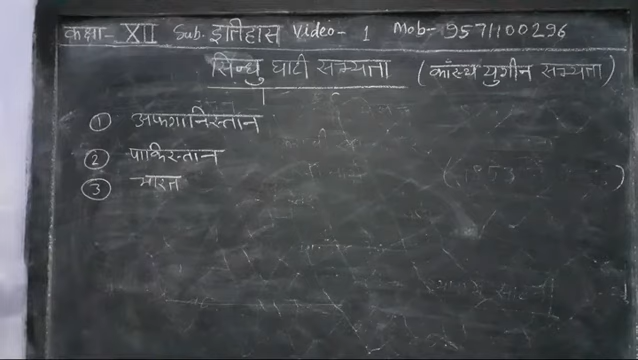 कक्षा- XII Sub. इतिहास Video- 1 Mob- 9571100296
सिन्धु घाटी सभ्यता (काँस्य युगीन सभ्यता)
① अफगानिस्तान
② पाकिस्तान
③ भारत